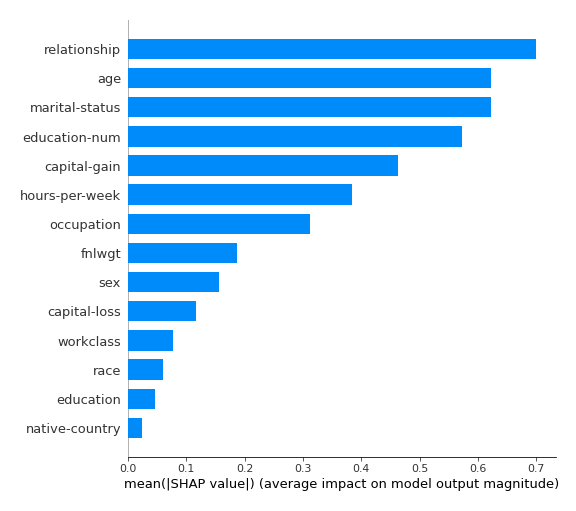 relationship
age
marital-status
education-num
capital-gain
hours-per-week
occupation
fnlwgt
sex
capital-loss
workclass
race
education
native-country
0.0 0.1 0.2 0.3 0.4 0.5 0.6 0.7
mean(|SHAP value|) (average impact on model output magnitude)